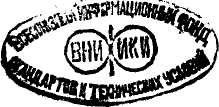 ВСЕСОЮЗНЫЙ ИНФОРМАЦИОННЫЙ ФОНД
ВНИИКИ
СТАНДАРТОВ И ТЕХНИЧЕСКИХ УСЛОВИЙ